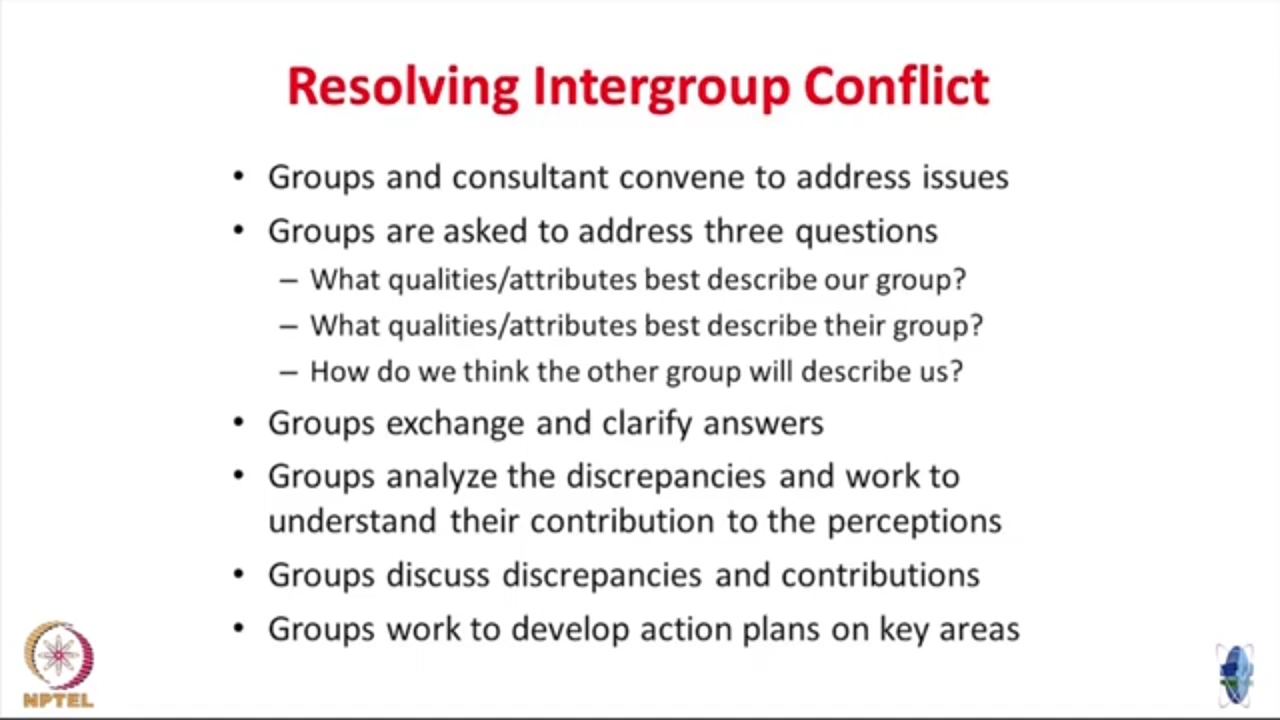 Resolving Intergroup Conflict
• Groups and consultant convene to address issues
• Groups are asked to address three questions
– What qualities/attributes best describe our group?
– What qualities/attributes best describe their group?
– How do we think the other group will describe us?
• Groups exchange and clarify answers
• Groups analyze the discrepancies and work to
understand their contribution to the perceptions
• Groups discuss discrepancies and contributions
• Groups work to develop action plans on key areas
NPTEL